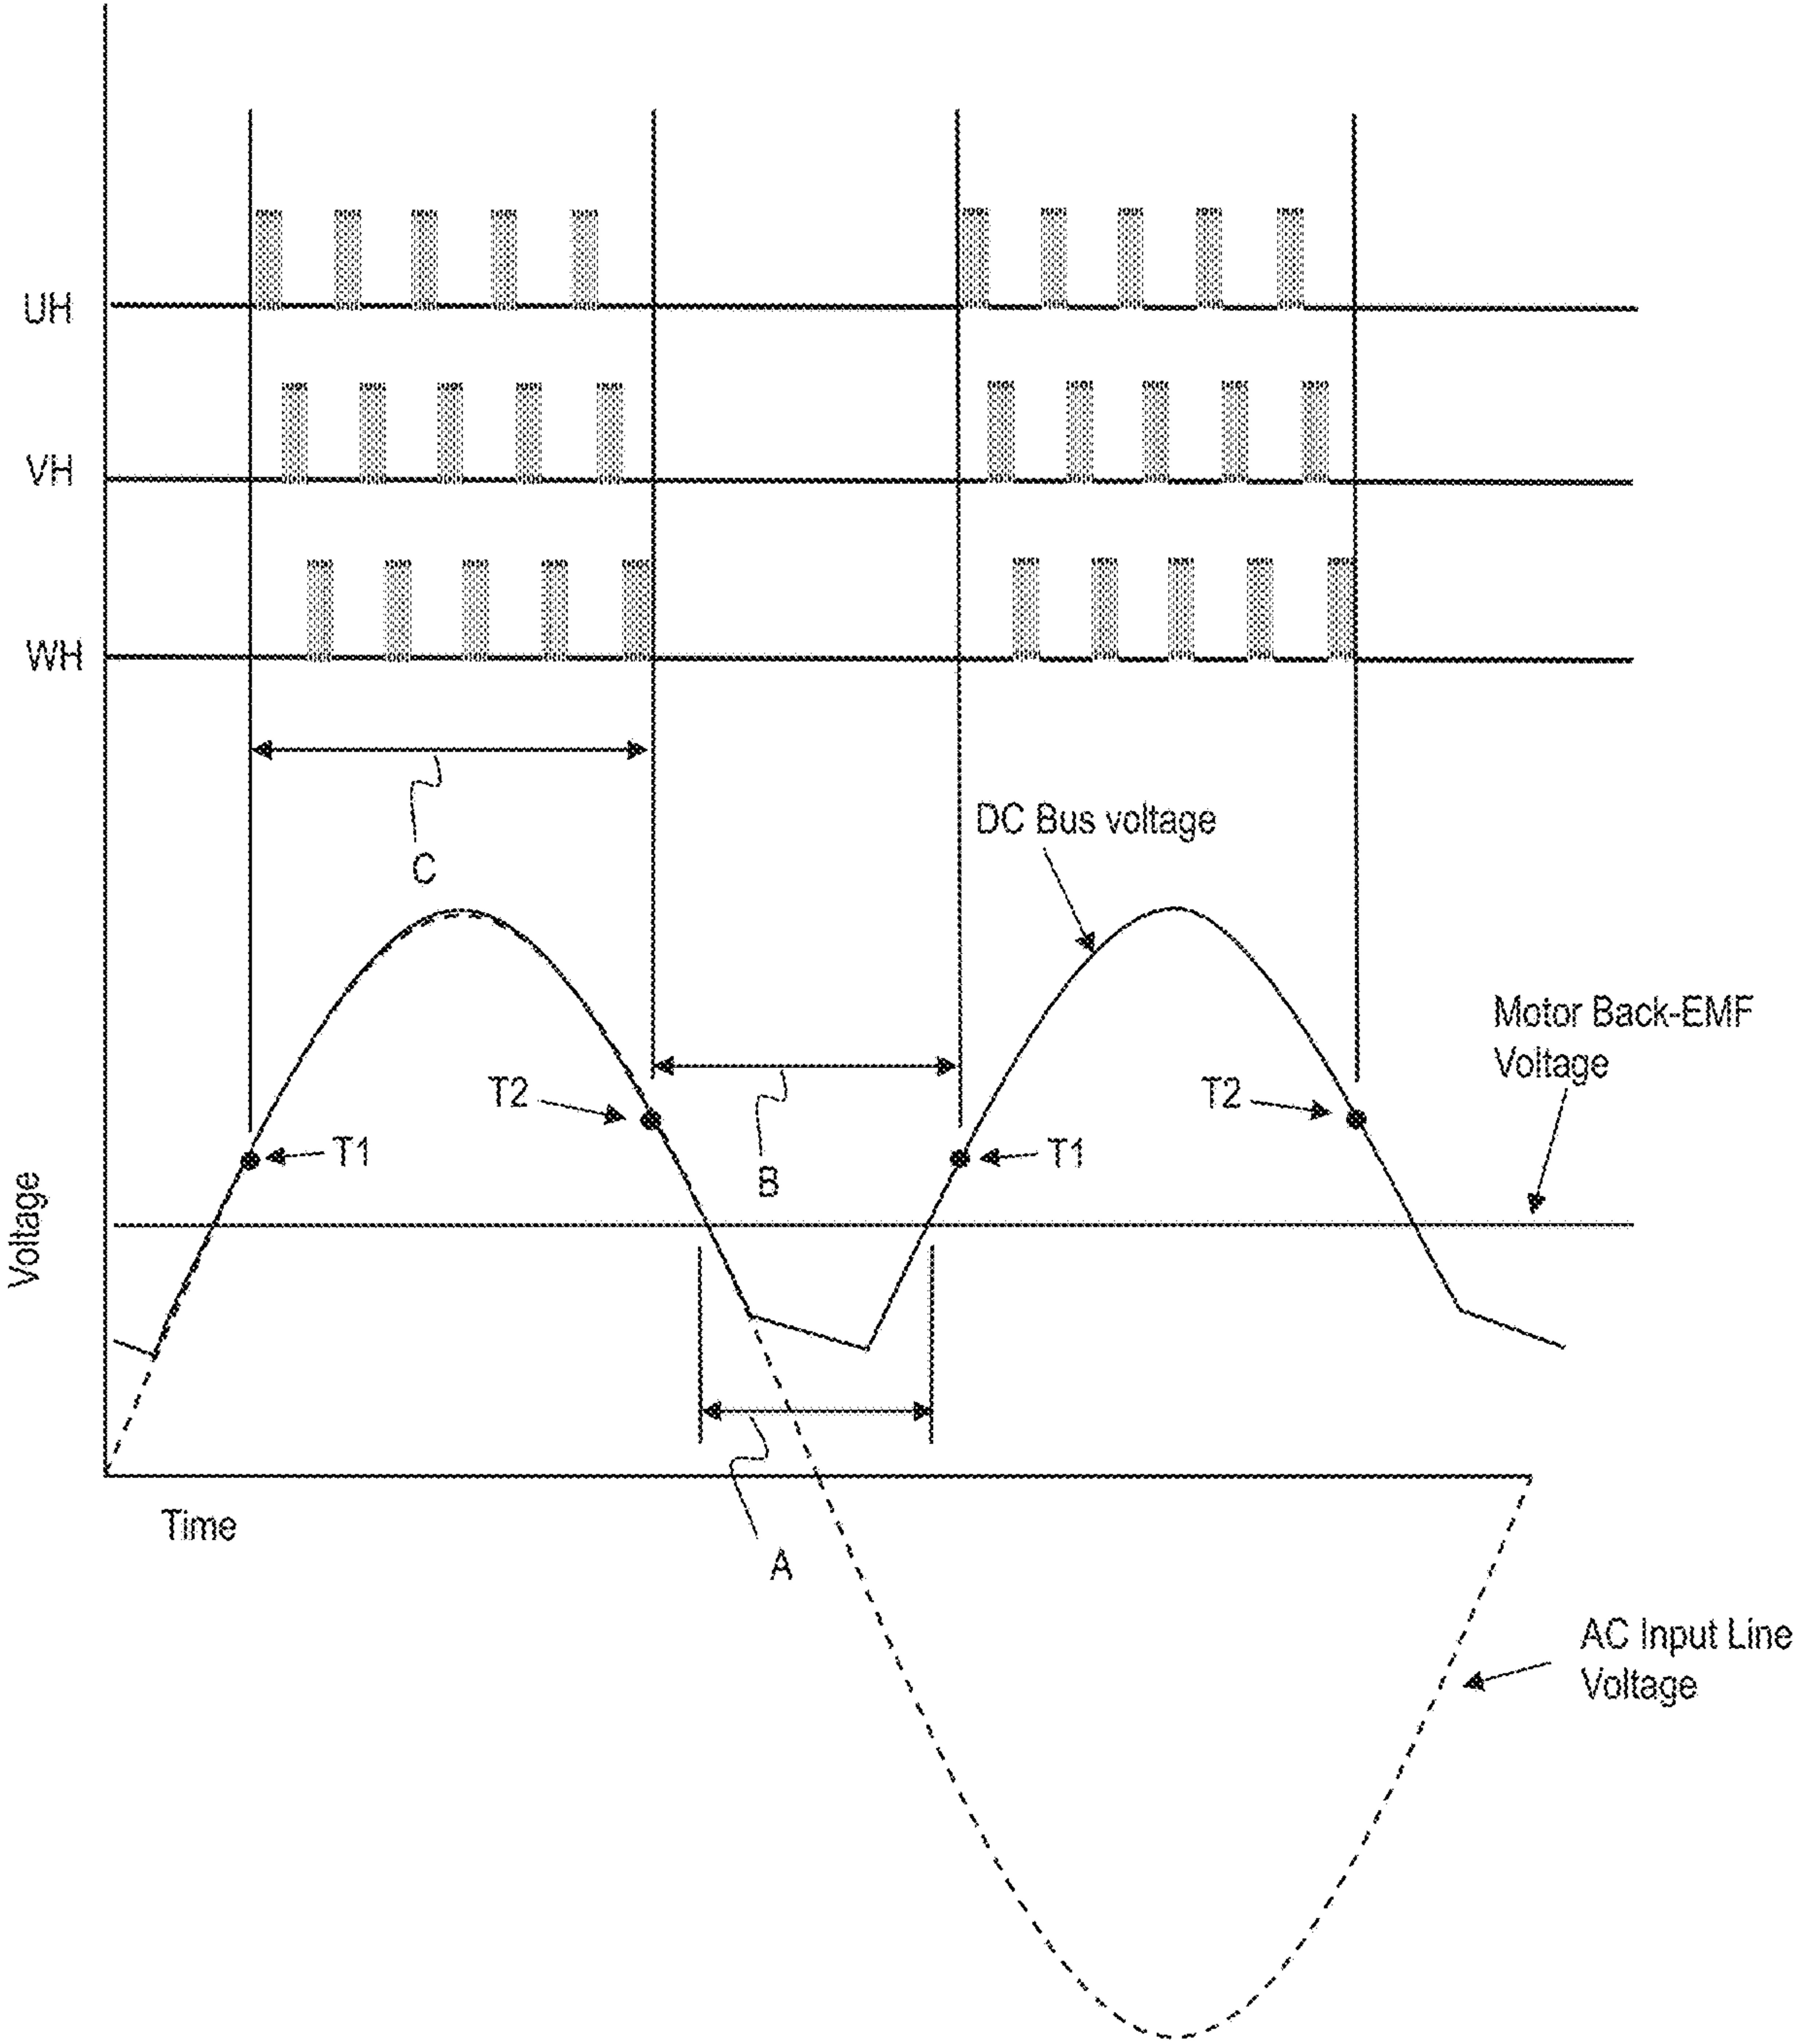 UH
VH
WH
C
DC Bus voltage
Motor Back-EMF
Voltage
T2
T2
T1
T1
B
Voltage
A
Time
AC Input Line
Voltage